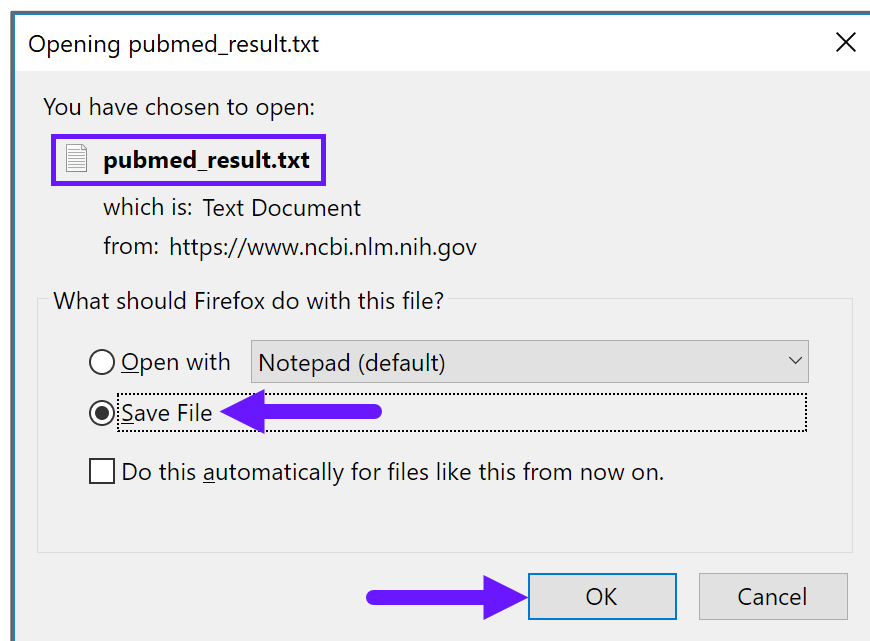 Opening pubmed_result.txt
You have chosen to open:
pubmed_result.txt
which is: Text Document
from: https://www.ncbi.nlm.nih.gov
What should Firefox do with this file?
Open with Notepad (default)
Save File
Do this automatically for files like this from now on.
OK Cancel